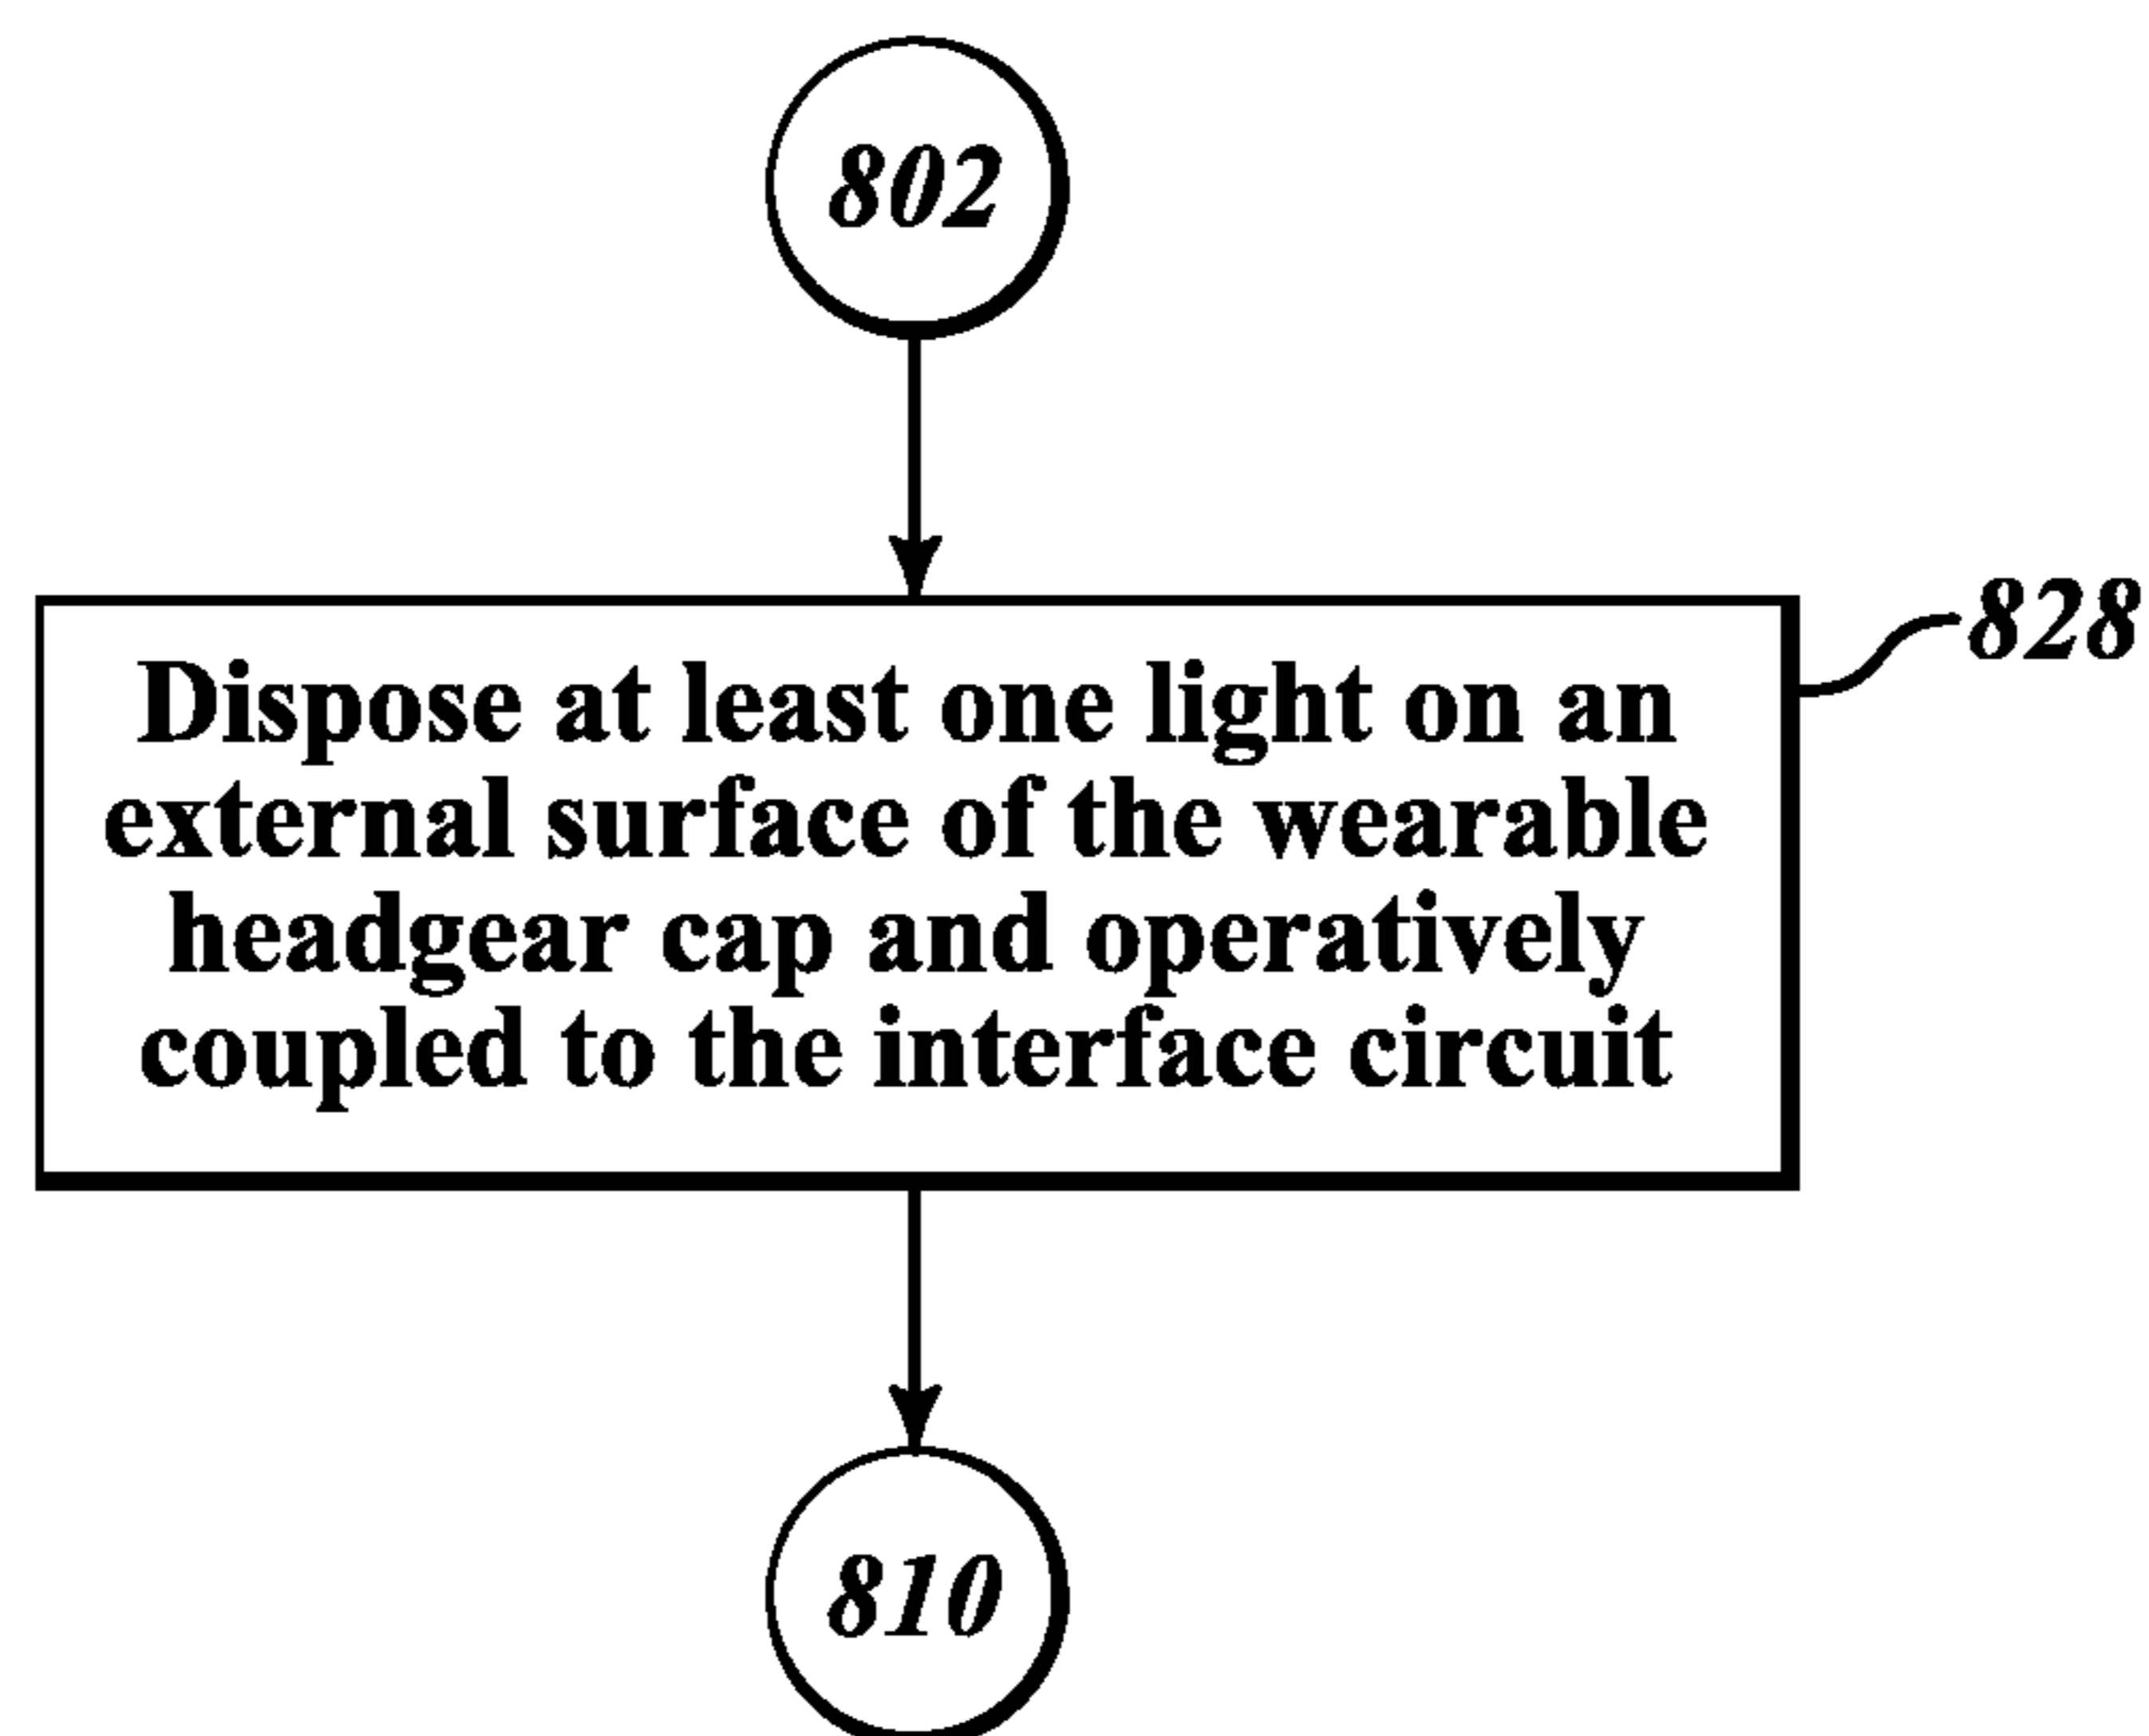 802
828
Dispose at least one light on an
external surface of the wearable
headgear cap and operatively
coupled to the interface circuit
810